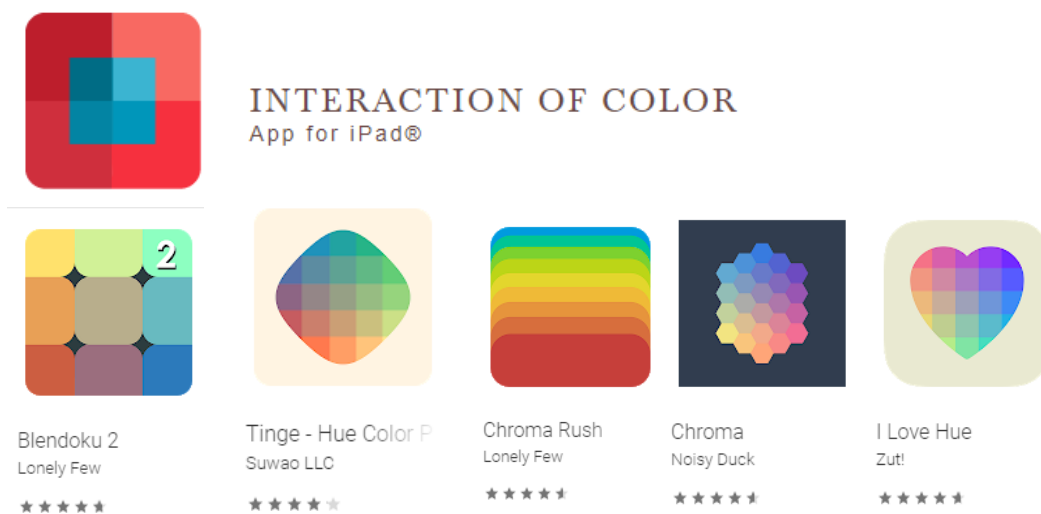 INTERACTION OF COLOR
App for iPad®
2
Blendoku 2
Lonely Few
Tinge - Hue Color P
Suwao LLC
Chroma Rush
Lonely Few
Chroma
Noisy Duck
I Love Hue
Zut!